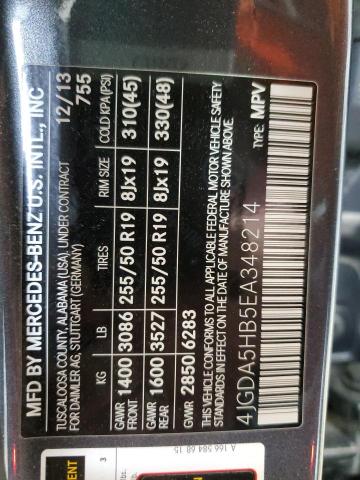 MFD BY MERCEDES-BENZ U.S. INTL., INC 12/13
TUSCALOOSA COUNTY, ALABAMA (USA), UNDER CONTRACT 755
FOR DAIMLER AG, STUTTGART (GERMANY)
KG LB TIRES RIM SIZE COLD KPA(PSI)
GAWR FRONT 1400 3086 255/50 R19 8Jx19 310(45)
GAWR REAR 1600 3527 255/50 R19 8Jx19 330(48)
GVWR 2850 6283
THIS VEHICLE CONFORMS TO ALL APPLICABLE FEDERAL MOTOR VEHICLE SAFETY
STANDARDS IN EFFECT ON THE DATE OF MANUFACTURE SHOWN ABOVE.
4JGDA5HB5EA348214 TYPE: MPV
A 166 584 68 15
3
lbs.